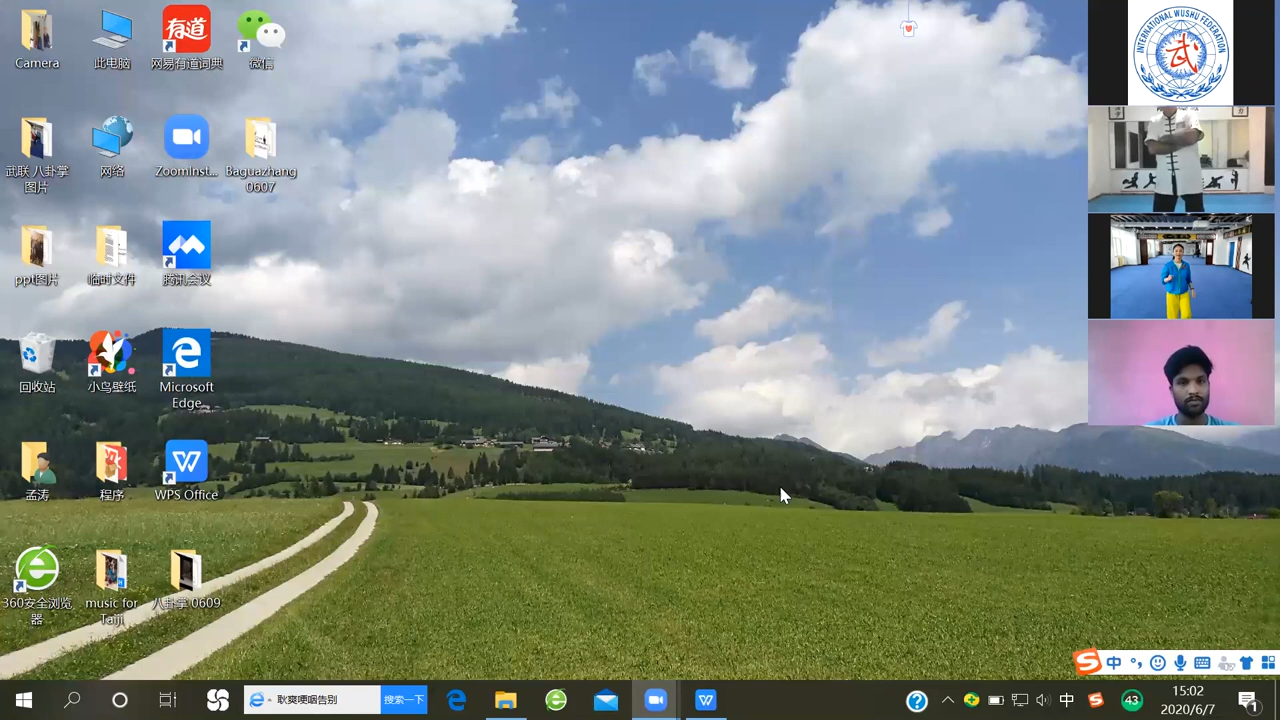 Camera
此电脑
网易有道词典
微信
有道
INTERNATIONAL WUSHU FEDERATION
武
武联 八卦掌
图片
网络
ZoomInst...
Baguazhang
0607
ppt图片
临时文件
腾讯会议
回收站
小鸟壁纸
Microsoft
Edge
孟涛
程序
WPS Office
360安全浏览
器
music for
Taiji
八卦掌 0609
中
耿爽哽咽告别
搜索一下
中
43
15:02
2020/6/7
1